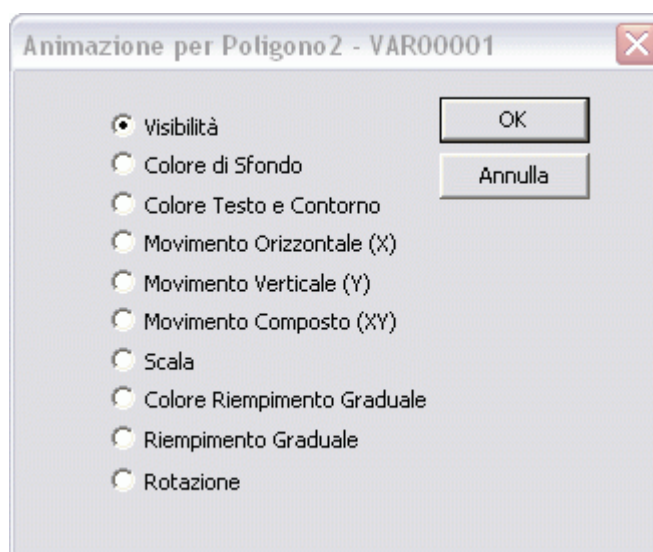 Animazione per Poligono2 - VAR00001
Visibilità
OK
Colore di Sfondo
Annulla
Colore Testo e Contorno
Movimento Orizzontale (X)
Movimento Verticale (Y)
Movimento Composto (XY)
Scala
Colore Riempimento Graduale
Riempimento Graduale
Rotazione